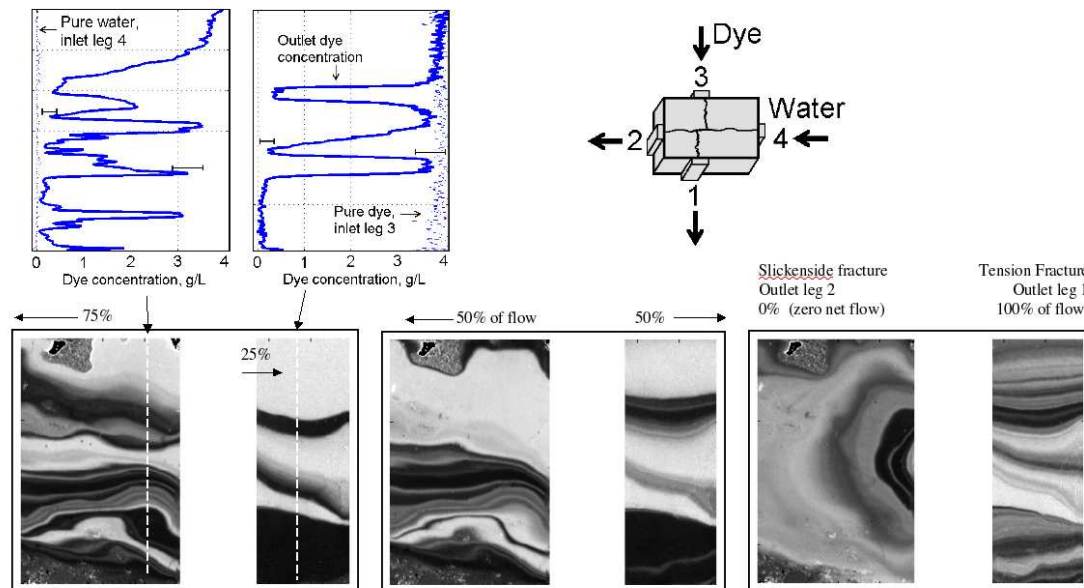 Pure water,
inlet leg 4
0 1 2 3 4
Dye concentration, g/L
Outlet dye
concentration
Pure dye,
inlet leg 3
0 1 2 3 4
Dye concentration, g/L
Dye
3
Water
2
4
1
75%
25%
50% of flow
50%
Slickenside fracture
Outlet leg 2
0% (zero net flow)
Tension Fracture
Outlet leg 1
100% of flow